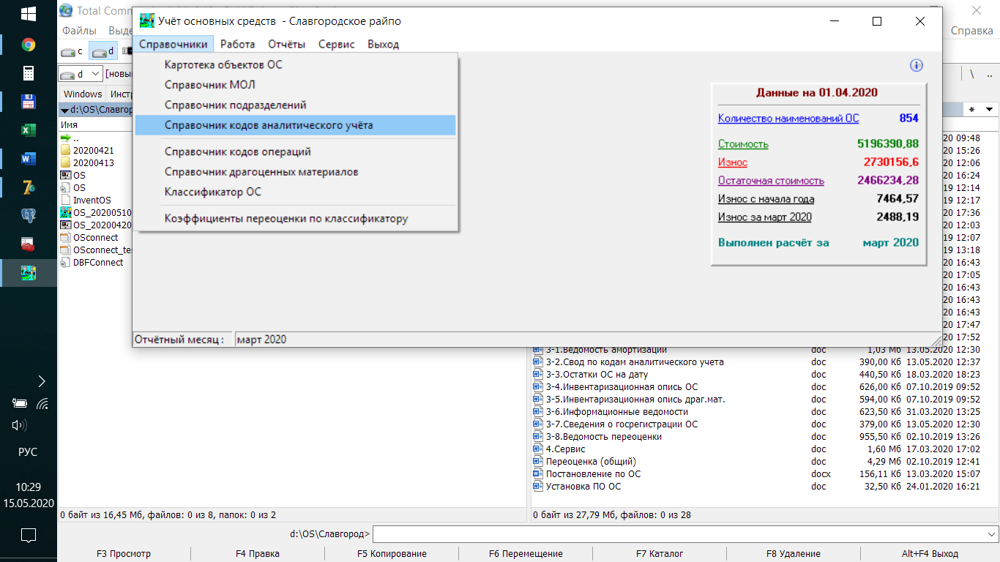 Total Comm
Учёт основных средств - Славгородское райпо
Файлы
Выде
Справка
Справочники Работа Отчёты Сервис Выход
c d
Картотека объектов ОС
Справочник МОЛ
Справочник подразделений
Справочник кодов аналитического учёта
Справочник кодов операций
Справочник драгоценных материалов
Классификатор ОС
Коэффициенты переоценки по классификатору
d [новы
\ ..
Windows Инстр
d:\OS\Славгор
* 
Имя
..
20200421
20200413
OS
OS
InventOS
OS_20200510
OS_20200420
OSconnect
OSconnect_te
DBFConnect
Данные на 01.04.2020
Количество наименований ОС 854
Стоимость 5196390,88
Износ 2730156,6
Остаточная стоимость 2466234,28
Износ с начала года 7464,57
Износ за март 2020 2488,19
Выполнен расчёт за март 2020
20 09:48
20 15:26
20 12:06
20 16:24
19 12:14
19 12:17
20 17:36
20 12:03
19 12:07
19 13:18
20 16:43
20 17:05
20 16:43
20 16:43
20 16:43
20 17:47
20 17:52
Отчётный месяц : март 2020
3-1.Ведомость амортизации doc 1,03 Мб 13.05.2020 12:30
3-2.Свод по кодам аналитического учета doc 390,00 Кб 13.05.2020 12:37
3-3.Остатки ОС на дату doc 440,50 Кб 18.03.2020 18:23
3-4.Инвентаризационная опись ОС doc 626,00 Кб 07.10.2019 09:52
3-5.Инвентаризационная опись драг.мат. doc 594,00 Кб 07.10.2019 09:52
3-6.Информационные ведомости doc 623,50 Кб 31.03.2020 13:25
3-7.Сведения о госрегистрации ОС doc 379,00 Кб 13.05.2020 12:30
3-8.Ведомость переоценки doc 955,50 Кб 02.10.2019 13:26
4.Сервис doc 1,60 Мб 17.03.2020 17:02
Переоценка (общий) doc 4,29 Мб 02.10.2019 12:41
Постановление по ОС docx 156,11 Кб 13.03.2020 15:07
Установка ПО ОС doc 32,50 Кб 24.01.2020 16:21
0 байт из 16,45 Мб, файлов: 0 из 8, папок: 0 из 2
0 байт из 27,79 Мб, файлов: 0 из 28
d:\OS\Славгород>
F3 Просмотр F4 Правка F5 Копирование F6 Перемещение F7 Каталог F8 Удаление Alt+F4 Выход
РУС
10:29
15.05.2020